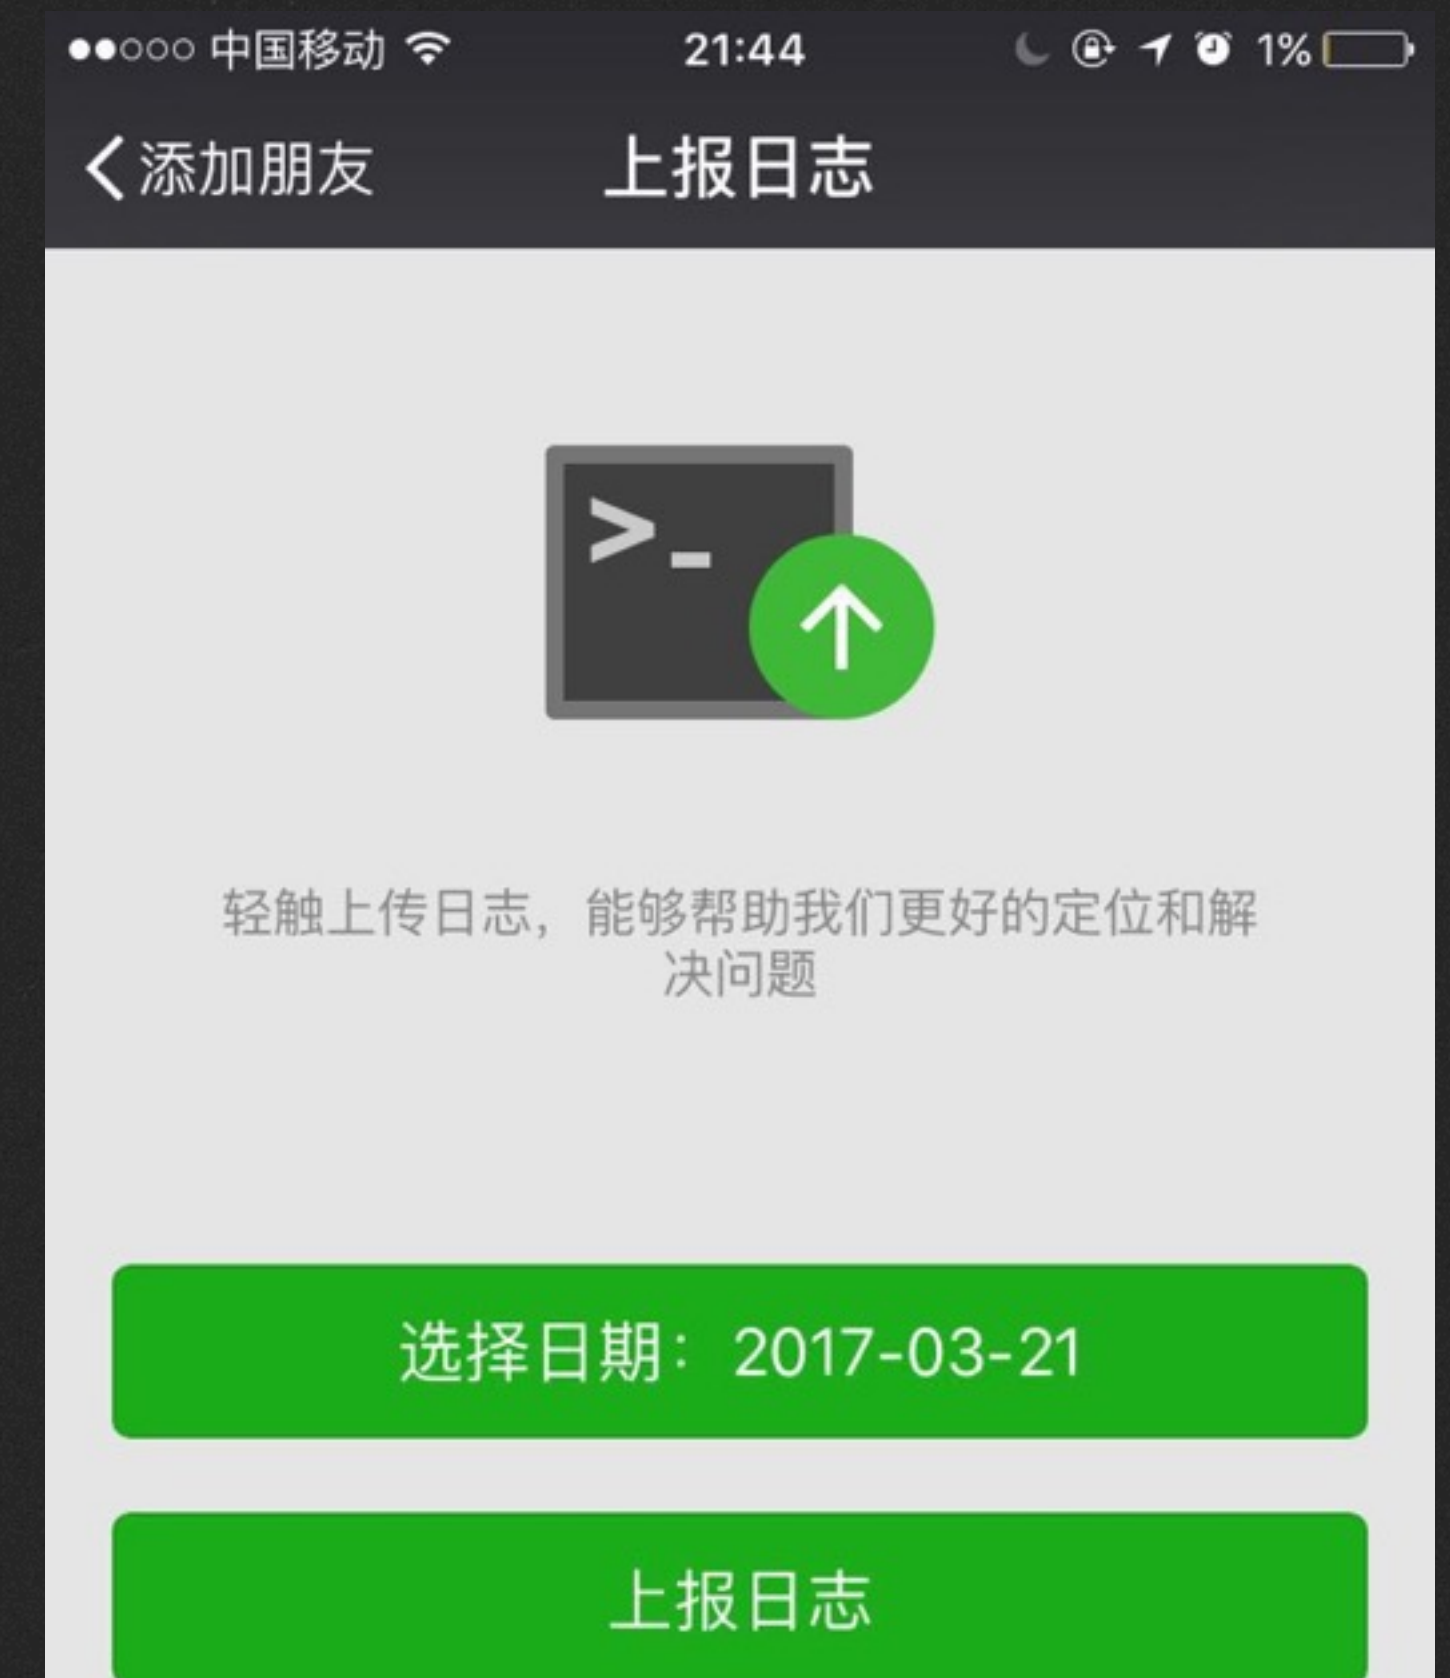 中国移动 21:44 1%
添加朋友 上报日志
>_
轻触上传日志，能够帮助我们更好的定位和解
决问题
选择日期：2017-03-21
上报日志